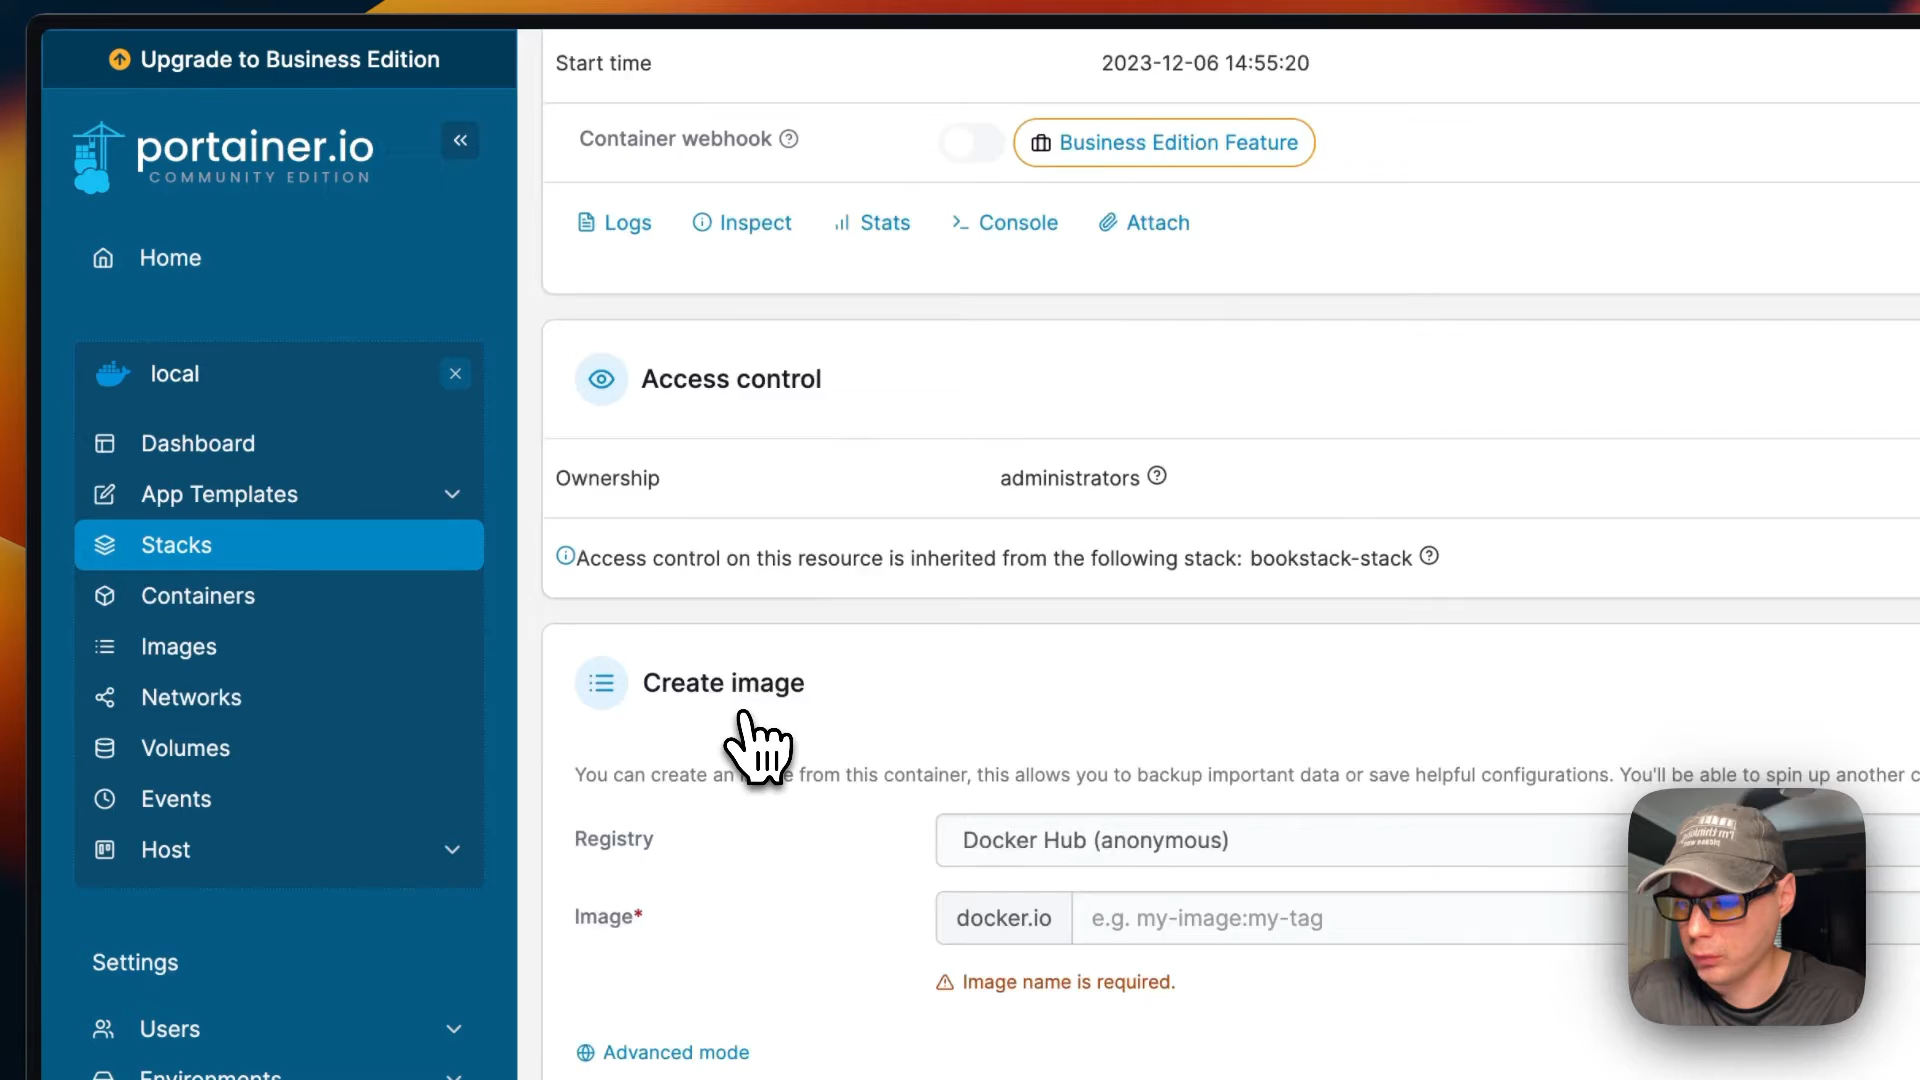 Upgrade to Business Edition
portainer.io
COMMUNITY EDITION
Home
local
Dashboard
App Templates
Stacks
Containers
Images
Networks
Volumes
Events
Host
Settings
Users
Environments
Start time 2023-12-06 14:55:20
Container webhook Business Edition Feature
Logs Inspect Stats Console Attach
Access control
Ownership administrators
Access control on this resource is inherited from the following stack: bookstack-stack
Create image
You can create an from this container, this allows you to backup important data or save helpful configurations. You'll be able to spin up another c
Registry Docker Hub (anonymous)
Image* docker.io e.g. my-image:my-tag
Image name is required.
Advanced mode